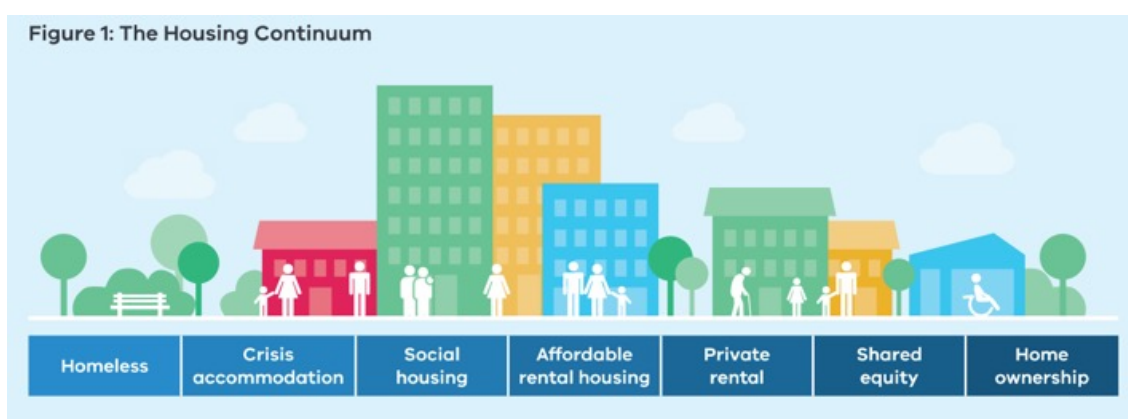 Figure 1: The Housing Continuum
Homeless
Crisis
accommodation
Social
housing
Affordable
rental housing
Private
rental
Shared
equity
Home
ownership